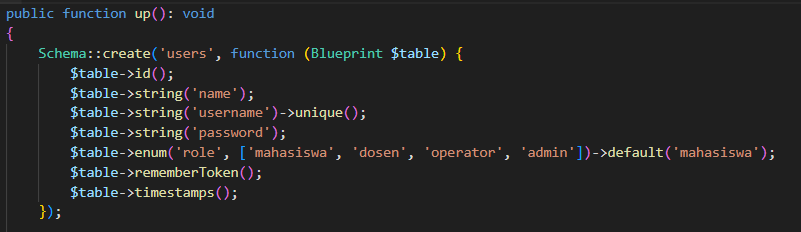 public function up(): void
{
    Schema::create('users', function (Blueprint $table) {
        $table->id();
        $table->string('name');
        $table->string('username')->unique();
        $table->string('password');
        $table->enum('role', ['mahasiswa', 'dosen', 'operator', 'admin'])->default('mahasiswa');
        $table->rememberToken();
        $table->timestamps();
    });